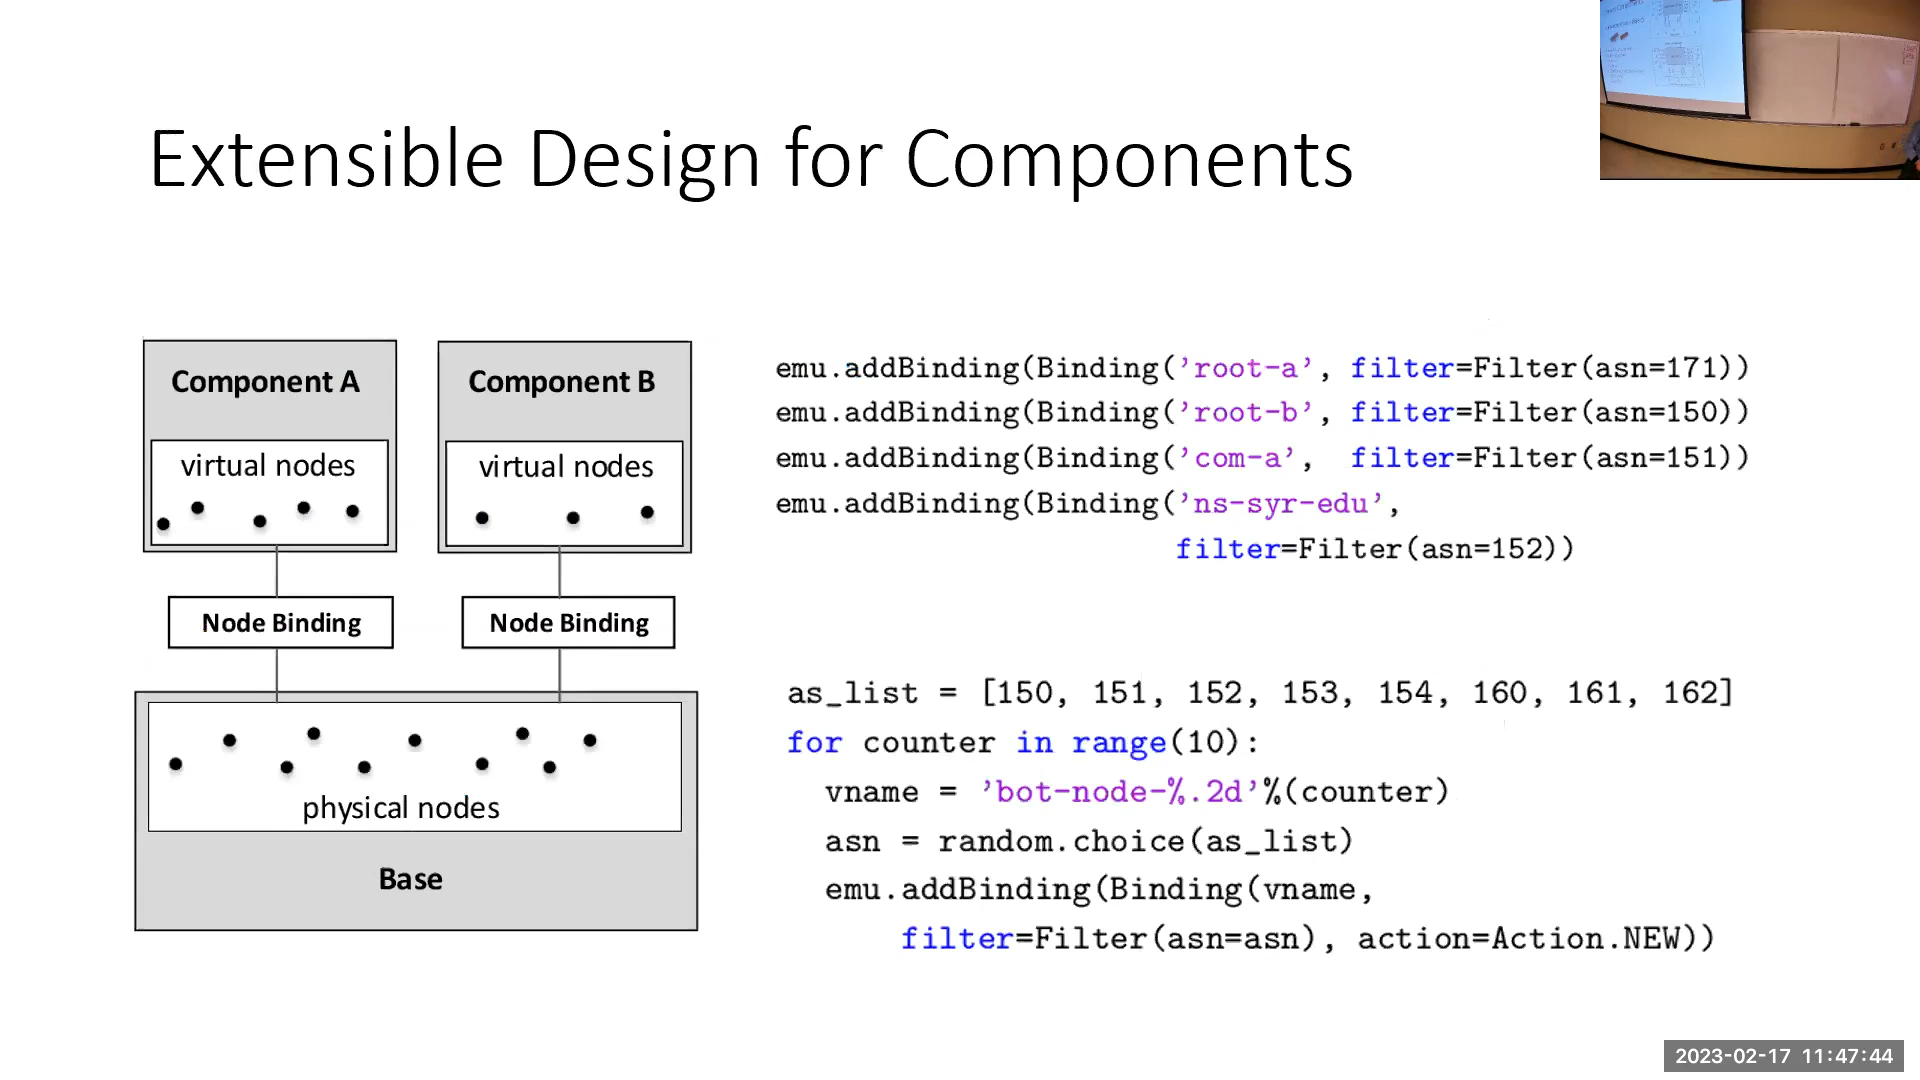 Extensible Design for Components
Component A
virtual nodes
Component B
virtual nodes
Node Binding
Node Binding
physical nodes
Base
emu.addBinding(Binding('root-a', filter=Filter(asn=171))
emu.addBinding(Binding('root-b', filter=Filter(asn=150))
emu.addBinding(Binding('com-a', filter=Filter(asn=151))
emu.addBinding(Binding('ns-syr-edu',
filter=Filter(asn=152))
as_list = [150, 151, 152, 153, 154, 160, 161, 162]
for counter in range(10):
vname = 'bot-node-%.2d'%(counter)
asn = random.choice(as_list)
emu.addBinding(Binding(vname,
filter=Filter(asn=asn), action=Action.NEW))
2023-02-17 11:47:44